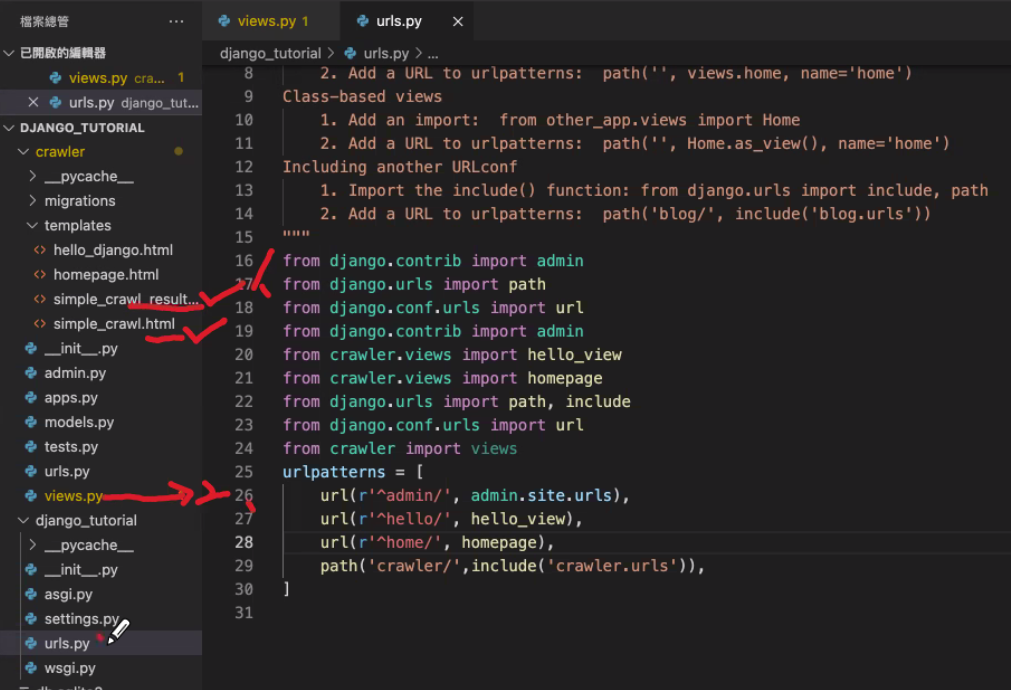 檔案總管 ···
views.py 1
urls.py ×
已開啟的編輯器
views.py cra... 1
× urls.py django_tut...
DJANGO_TUTORIAL
crawler
__pycache__
migrations
templates
hello_django.html
homepage.html
simple_crawl_result...
simple_crawl.html
__init__.py
admin.py
apps.py
models.py
tests.py
urls.py
views.py
django_tutorial
__pycache__
__init__.py
asgi.py
settings.py
urls.py
wsgi.py
django_tutorial > urls.py > ...
8 2. Add a URL to urlpatterns:  path('', views.home, name='home')
9 Class-based views
10 1. Add an import:  from other_app.views import Home
11 2. Add a URL to urlpatterns:  path('', Home.as_view(), name='home')
12 Including another URLconf
13 1. Import the include() function: from django.urls import include, path
14 2. Add a URL to urlpatterns:  path('blog/', include('blog.urls'))
15 """
16 from django.contrib import admin
17 from django.urls import path
18 from django.conf.urls import url
19 from django.contrib import admin
20 from crawler.views import hello_view
21 from crawler.views import homepage
22 from django.urls import path, include
23 from django.conf.urls import url
24 from crawler import views
25 urlpatterns = [
26 url(r'^admin/', admin.site.urls),
27 url(r'^hello/', hello_view),
28 url(r'^home/', homepage),
29 path('crawler/',include('crawler.urls')),
30 ]
31